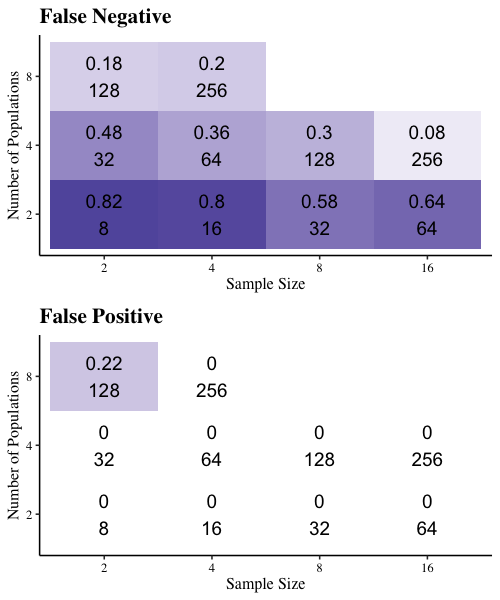 False Negative
Number of Populations
8
0.18 0.2
128 256
4
0.48 0.36 0.3 0.08
32 64 128 256
2
0.82 0.8 0.58 0.64
8 16 32 64
2 4 8 16
Sample Size
False Positive
Number of Populations
8
0.22 0
128 256
4
0 0 0 0
32 64 128 256
2
0 0 0 0
8 16 32 64
2 4 8 16
Sample Size